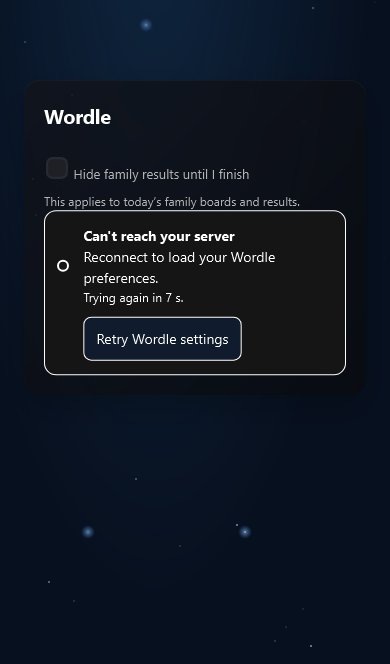 Wordle
Hide family results until I finish
This applies to today's family boards and results.
Can't reach your server
Reconnect to load your Wordle
preferences.
Trying again in 7 s.
Retry Wordle settings